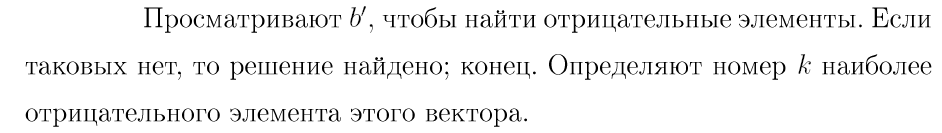 Просматривают b′, чтобы найти отрицательные элементы. Если
таковых нет, то решение найдено; конец. Определяют номер k наиболее
отрицательного элемента этого вектора.